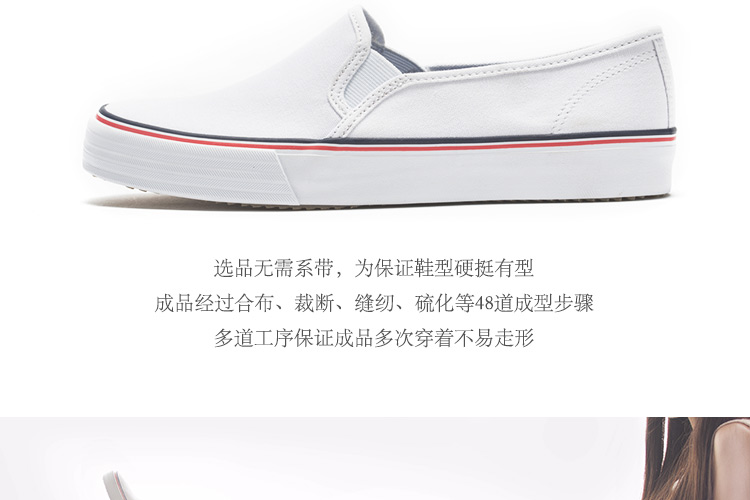 选品无需系带，为保证鞋型硬挺有型
成品经过合布、裁断、缝纫、硫化等48道成型步骤
多道工序保证成品多次穿着不易走形